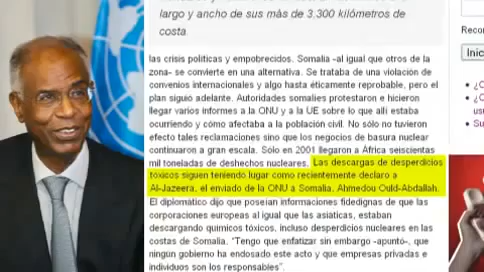 largo y ancho de sus más de 3.300 kilómetros de
costa.
las crisis políticas y empobrecidos. Somalia -al igual que otros de la
zona- se convierte en una alternativa. Se trataba de una violación de
convenios internacionales y algo hasta éticamente reprobable, pero el
plan siguió adelante. Autoridades somalíes protestaron e hicieron
llegar varios informes a la ONU y a la UE sobre lo que allí estaba
ocurriendo y cómo afectaba a la población civil. No sólo no tuvieron
efecto tales reclamaciones sino que los negocios de basura nuclear
continuaron a gran escala. Sólo en 2001 llegaron a África seiscientas
mil toneladas de deshechos nucleares. Las descargas de desperdicios
tóxicos siguen teniendo lugar como recientemente declaro a
Al-Jazeera, el enviado de la ONU a Somalia, Ahmedou Ould-Abdallah.
El diplomático dijo que poseían informaciones fidedignas de que las
corporaciones europeas al igual que las asiáticas, estaban
descargando químicos tóxicos, incluso desperdicios nucleares en las
costas de Somalia. "Tengo que enfatizar sin embargo -apuntó-, que
ningún gobierno ha endosado este acto y que empresas privadas e
individuos son los responsables".
Recor
Inic
¿O